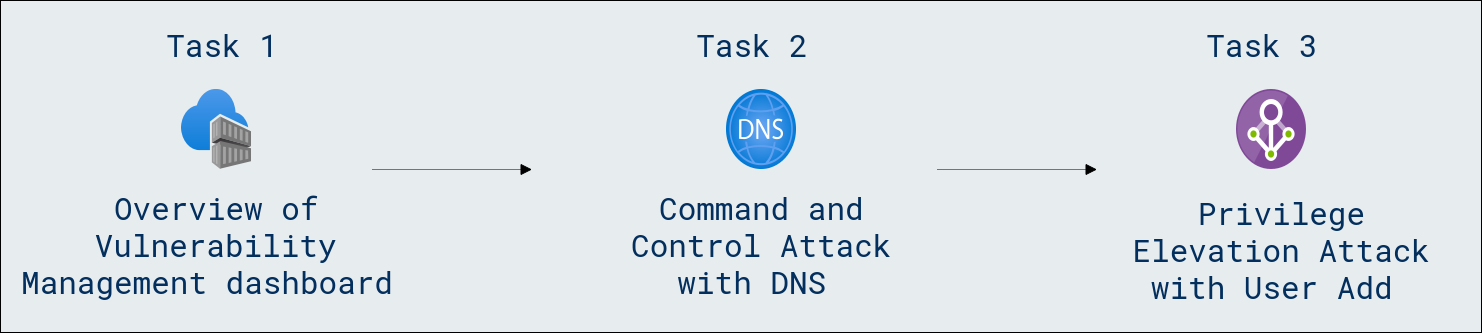 Task 1
Task 2
Task 3
DNS
Overview of
Vulnerability
Management dashboard
Command and
Control Attack
with DNS
Privilege
Elevation Attack
with User Add